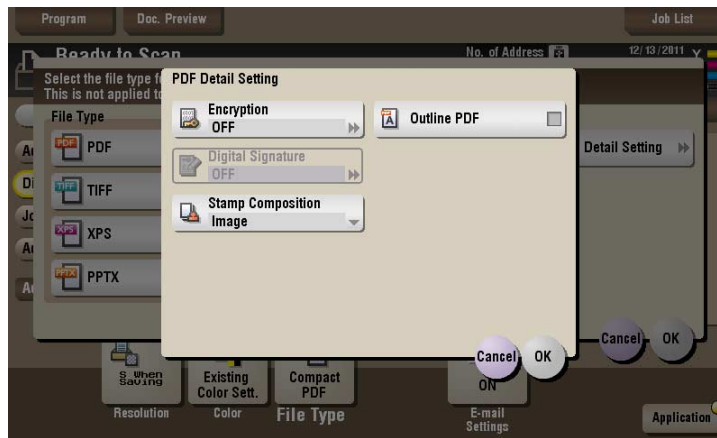 Program
Doc. Preview
Job List
Ready to Scan
No. of Address
12/13/2011
Select the file type f
This is not applied to
PDF Detail Setting
File Type
PDF
TIFF
XPS
PPTX
Encryption
OFF
Digital Signature
OFF
Stamp Composition
Image
Outline PDF
Detail Setting
Cancel
OK
Cancel
OK
S When
Saving
Existing
Color Sett.
Compact
PDF
ON
Resolution
Color
File Type
E-mail
Settings
Application